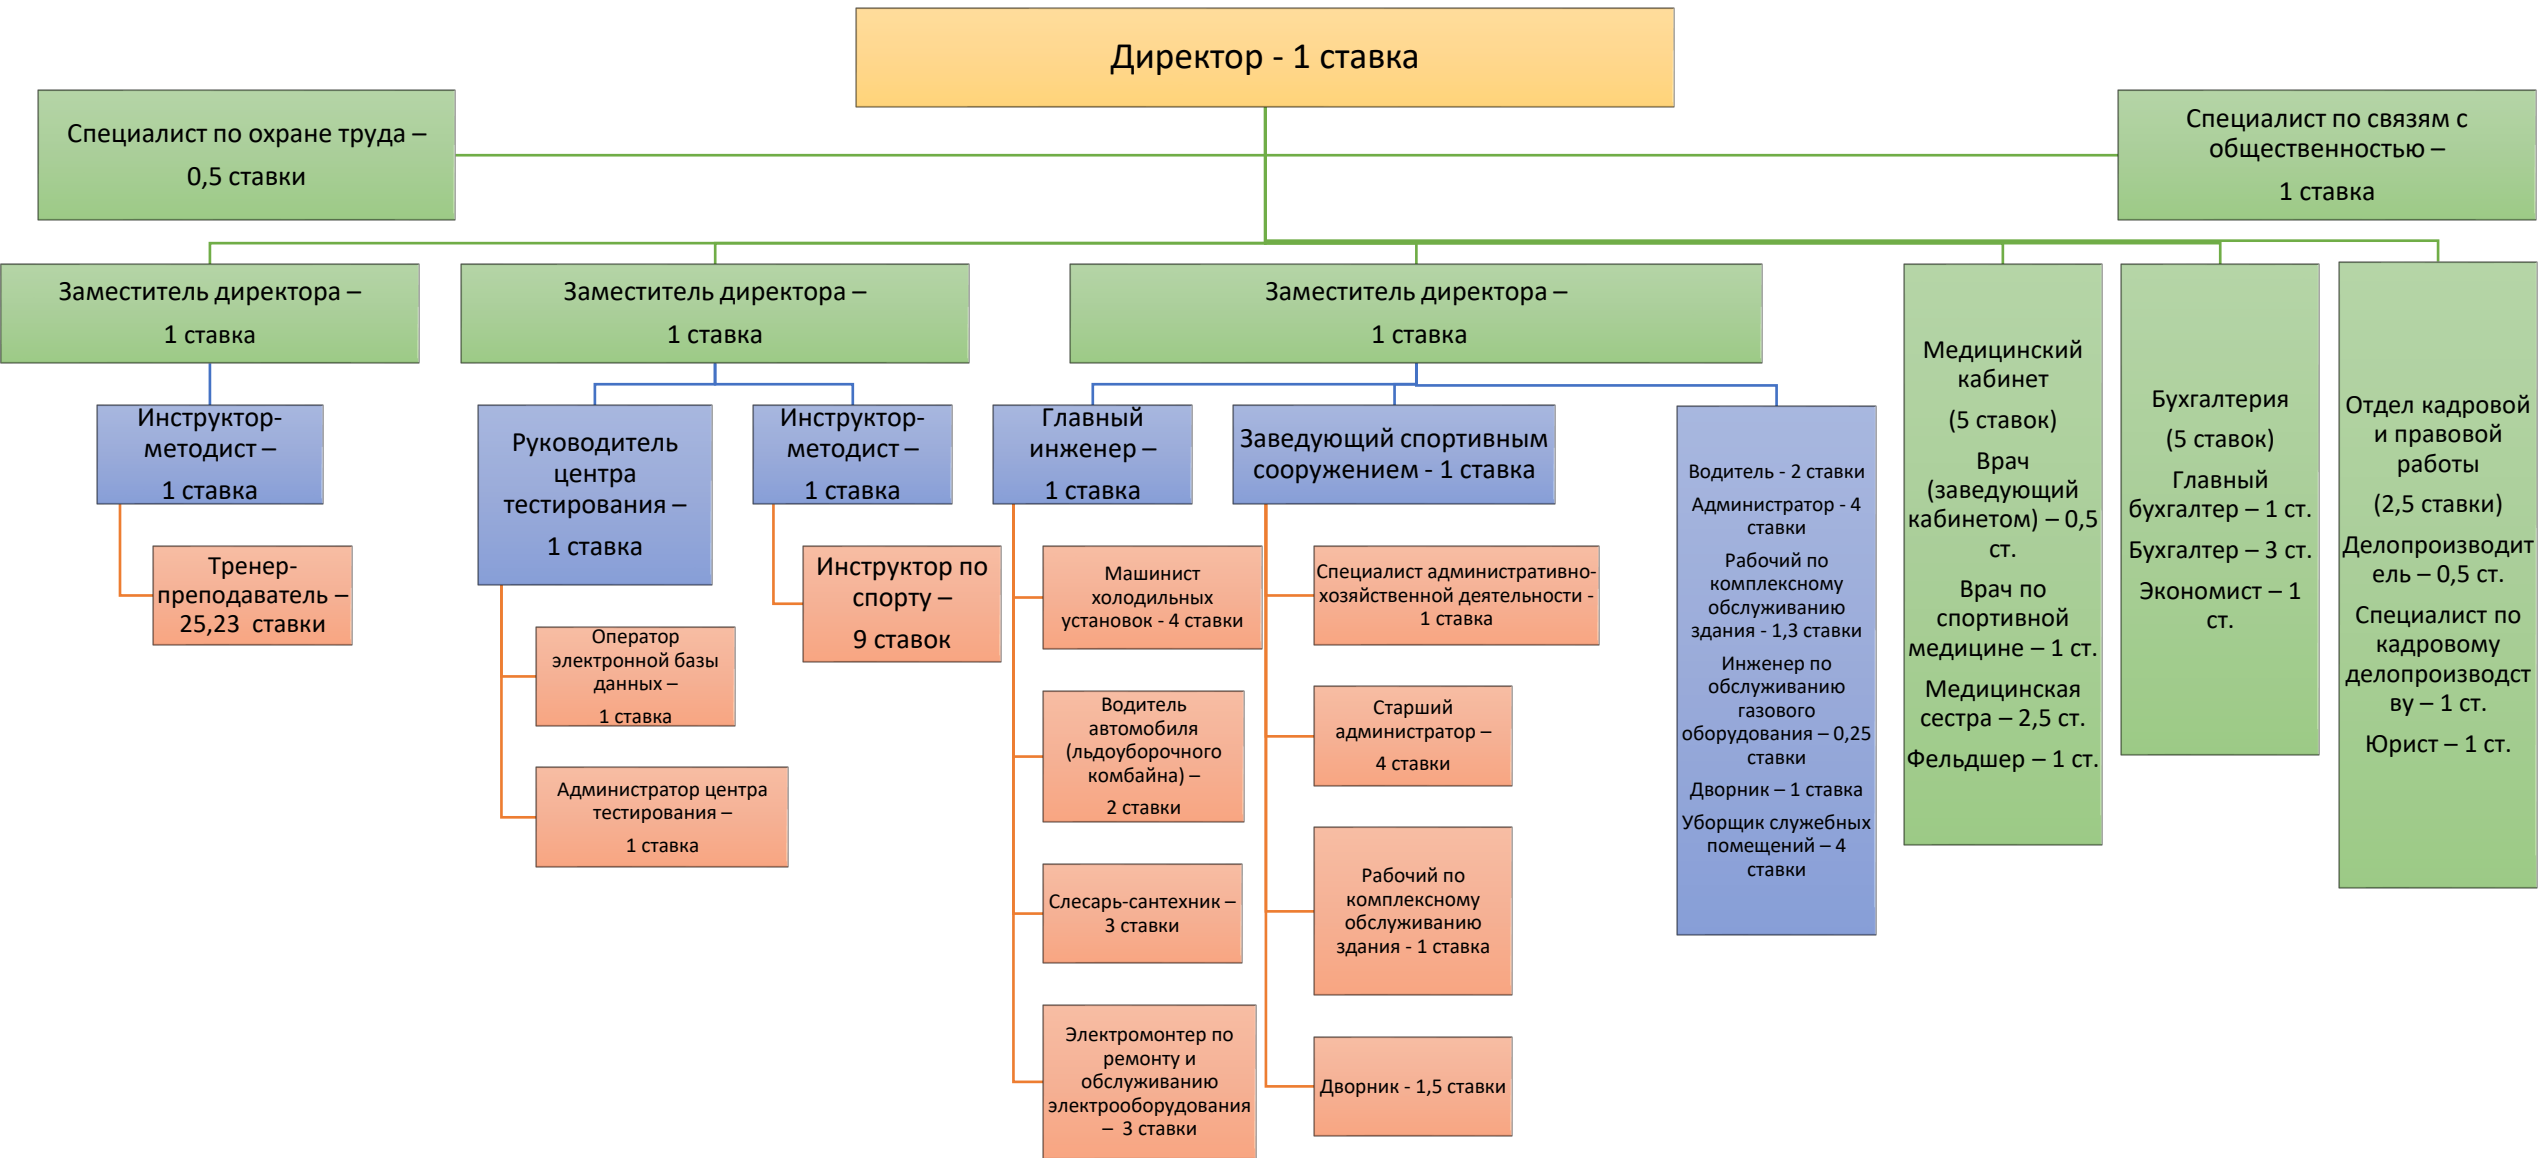 Директор - 1 ставка
Специалист по охране труда –
0,5 ставки
Специалист по связям с
общественностью –
1 ставка
Заместитель директора –
1 ставка
Заместитель директора –
1 ставка
Заместитель директора –
1 ставка
Инструктор-
методист –
1 ставка
Тренер-
преподаватель –
25,23 ставки
Руководитель
центра
тестирования –
1 ставка
Оператор
электронной базы
данных –
1 ставка
Администратор центра
тестирования –
1 ставка
Инструктор-
методист –
1 ставка
Инструктор по
спорту –
9 ставок
Главный
инженер –
1 ставка
Машинист
холодильных
установок - 4 ставки
Водитель
автомобиля
(льдоуборочного
комбайна) –
2 ставки
Слесарь-сантехник –
3 ставки
Электромонтер по
ремонту и
обслуживанию
электрооборудования
– 3 ставки
Заведующий спортивным
сооружением - 1 ставка
Специалист административно-
хозяйственной деятельности -
1 ставка
Старший
администратор –
4 ставки
Рабочий по
комплексному
обслуживанию
здания - 1 ставка
Дворник - 1,5 ставки
Водитель - 2 ставки
Администратор - 4
ставки
Рабочий по
комплексному
обслуживанию
здания - 1,3 ставки
Инженер по
обслуживанию
газового
оборудования – 0,25
ставки
Дворник – 1 ставка
Уборщик служебных
помещений – 4
ставки
Медицинский
кабинет
(5 ставок)
Врач
(заведующий
кабинетом) – 0,5
ст.
Врач по
спортивной
медицине – 1 ст.
Медицинская
сестра – 2,5 ст.
Фельдшер – 1 ст.
Бухгалтерия
(5 ставок)
Главный
бухгалтер – 1 ст.
Бухгалтер – 3 ст.
Экономист – 1
ст.
Отдел кадровой
и правовой
работы
(2,5 ставки)
Делопроизводит
ель – 0,5 ст.
Специалист по
кадровому
делопроизводст
ву – 1 ст.
Юрист – 1 ст.